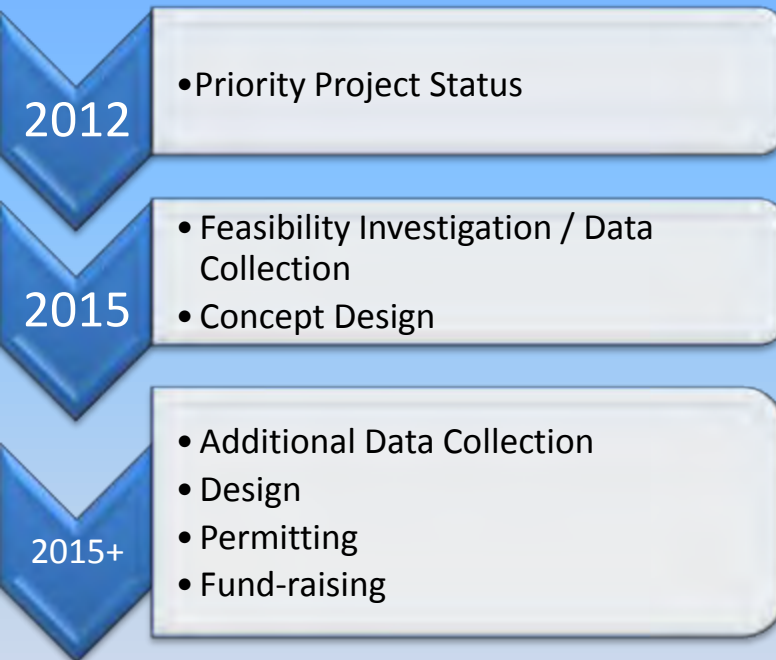 2012
•Priority Project Status
2015
• Feasibility Investigation / Data
Collection
• Concept Design
2015+
• Additional Data Collection
• Design
• Permitting
• Fund-raising